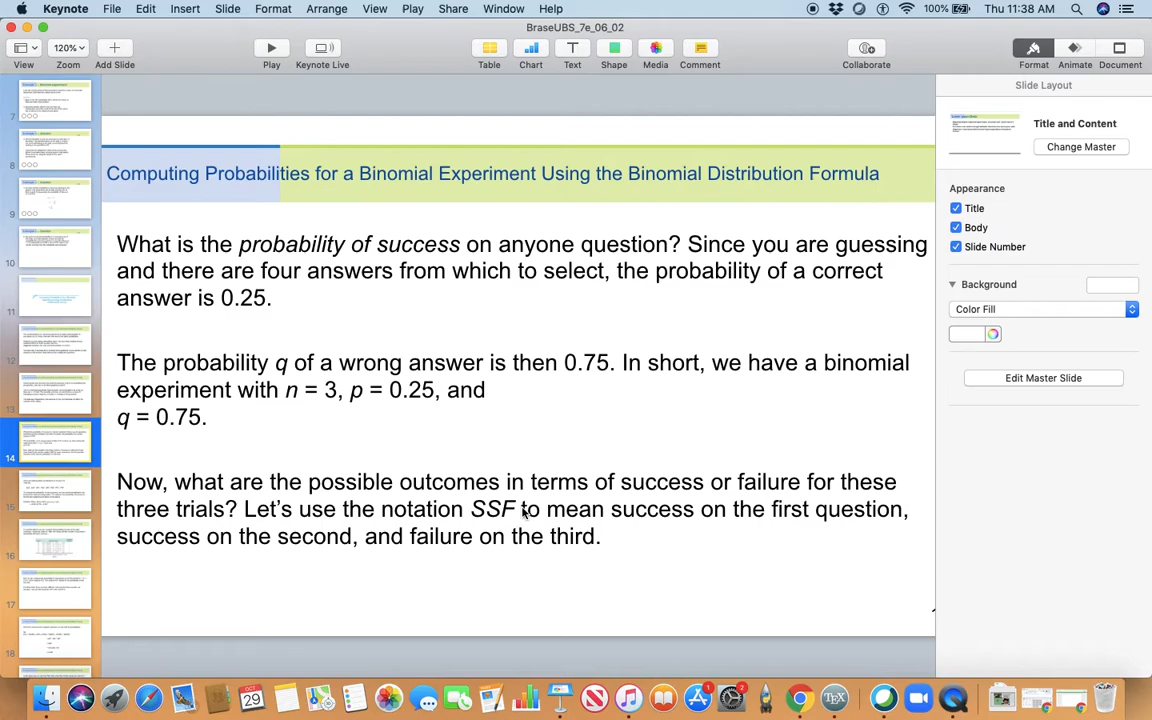 Keynote File Edit Insert Slide Format Arrange View Play Share Window Help 100% Thu 11:38 AM
BraseUBS_7e_06_02
120%
View Zoom Add Slide Play Keynote Live Table Chart Text Shape Media Comment Collaborate Format Animate Document
Slide Layout
Title and Content
Change Master
Appearance
Title
Body
Slide Number
Background
Color Fill
Edit Master Slide
7
8
9
10
11
12
13
14
15
16
17
18
Computing Probabilities for a Binomial Experiment Using the Binomial Distribution Formula
What is the probability of success on anyone question? Since you are guessing
and there are four answers from which to select, the probability of a correct
answer is 0.25.
The probability q of a wrong answer is then 0.75. In short, we have a binomial
experiment with n = 3, p = 0.25, and
q = 0.75.
Now, what are the possible outcomes in terms of success or failure for these
three trials? Let’s use the notation SSF to mean success on the first question,
success on the second, and failure on the third.
OCT
29
1
2
TEX